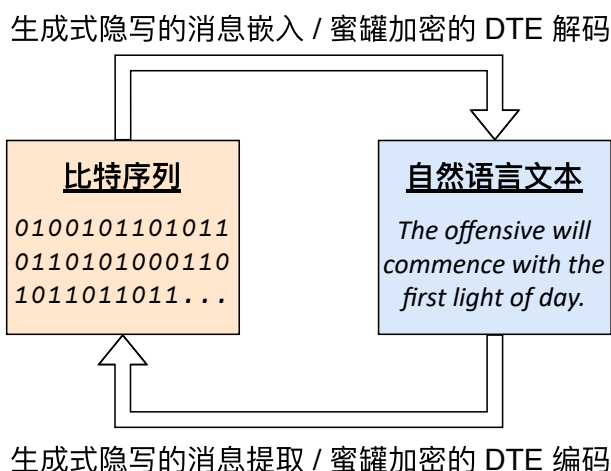 生成式隐写的消息嵌入 / 蜜罐加密的 DTE 解码
比特序列
0100101101011
0110101000110
1011011011...
自然语言文本
The offensive will
commence with the
first light of day.
生成式隐写的消息提取 / 蜜罐加密的 DTE 编码